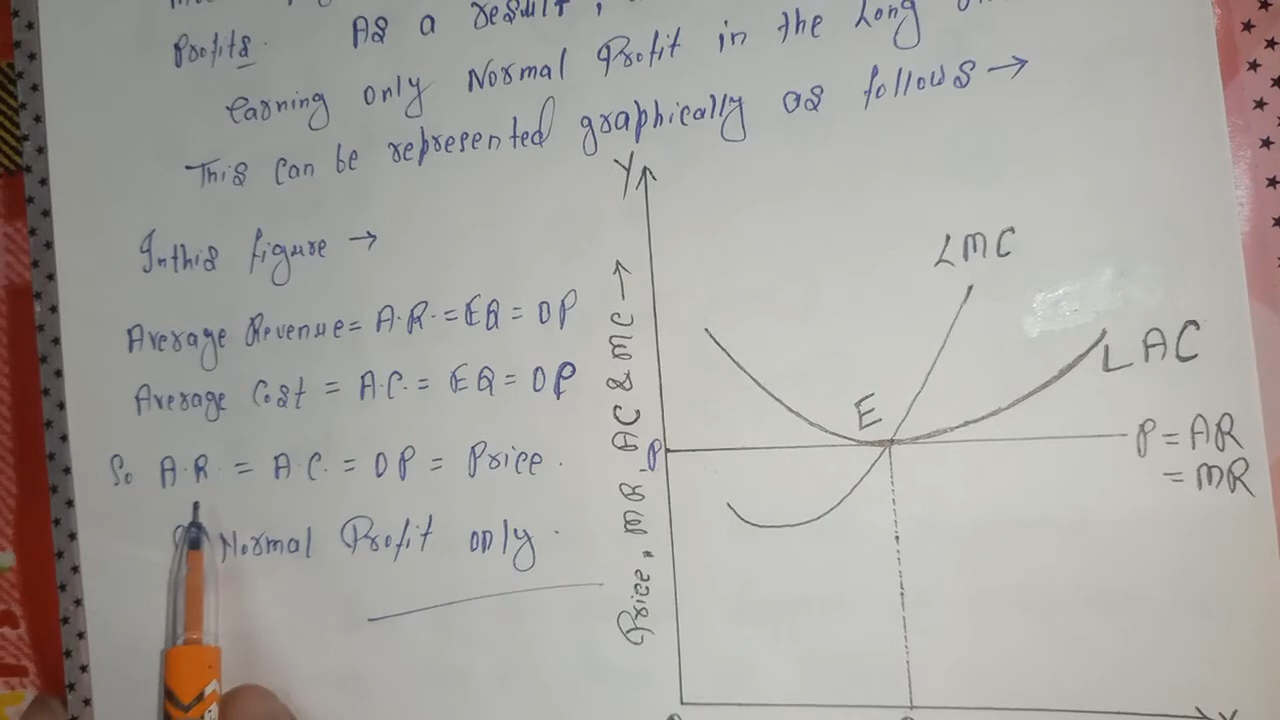 Profits. As a result,
earning only Normal Profit in the Long
This can be represented graphically as follows →
In this figure →
Average Revenue = A.R. = EQ = OP
Average Cost = A.C. = EQ = OP
So A.R. = A.C. = OP = Price.
Normal Profit only.
Y
Price, MR, AC & MC →
P
LMC
LAC
E
P = AR
= MR
X